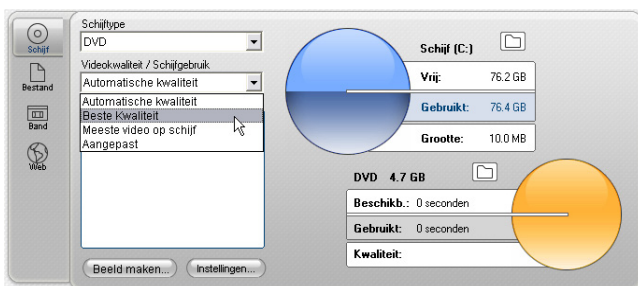 Schijf
Bestand
Band
Web
Schijftype
DVD
Videokwaliteit / Schijfgebruik
Automatische kwaliteit
Automatische kwaliteit
Beste Kwaliteit
Meeste video op schijf
Aangepast
Beeld maken...
Instellingen...
Schijf (C:)
Vrij: 76.2 GB
Gebruikt: 76.4 GB
Grootte: 10.0 MB
DVD 4.7 GB
Beschikb.: 0 seconden
Gebruikt: 0 seconden
Kwaliteit: